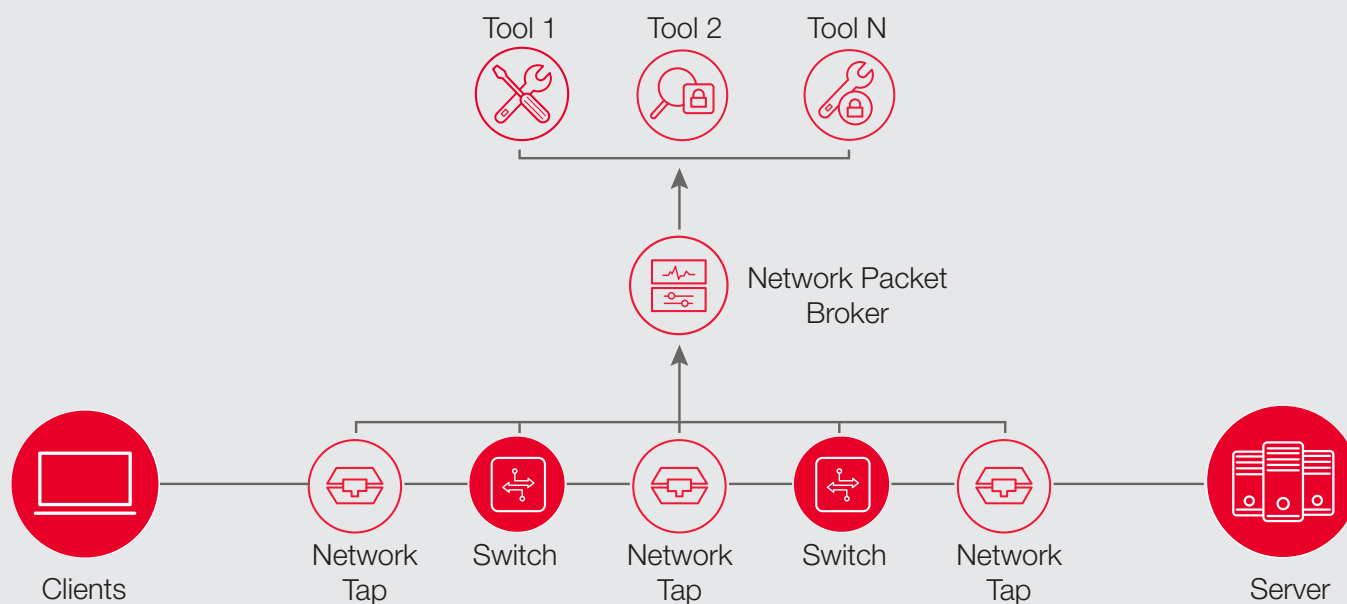 Tool 1
Tool 2
Tool N
Network Packet
Broker
Clients
Network
Tap
Switch
Network
Tap
Switch
Network
Tap
Server